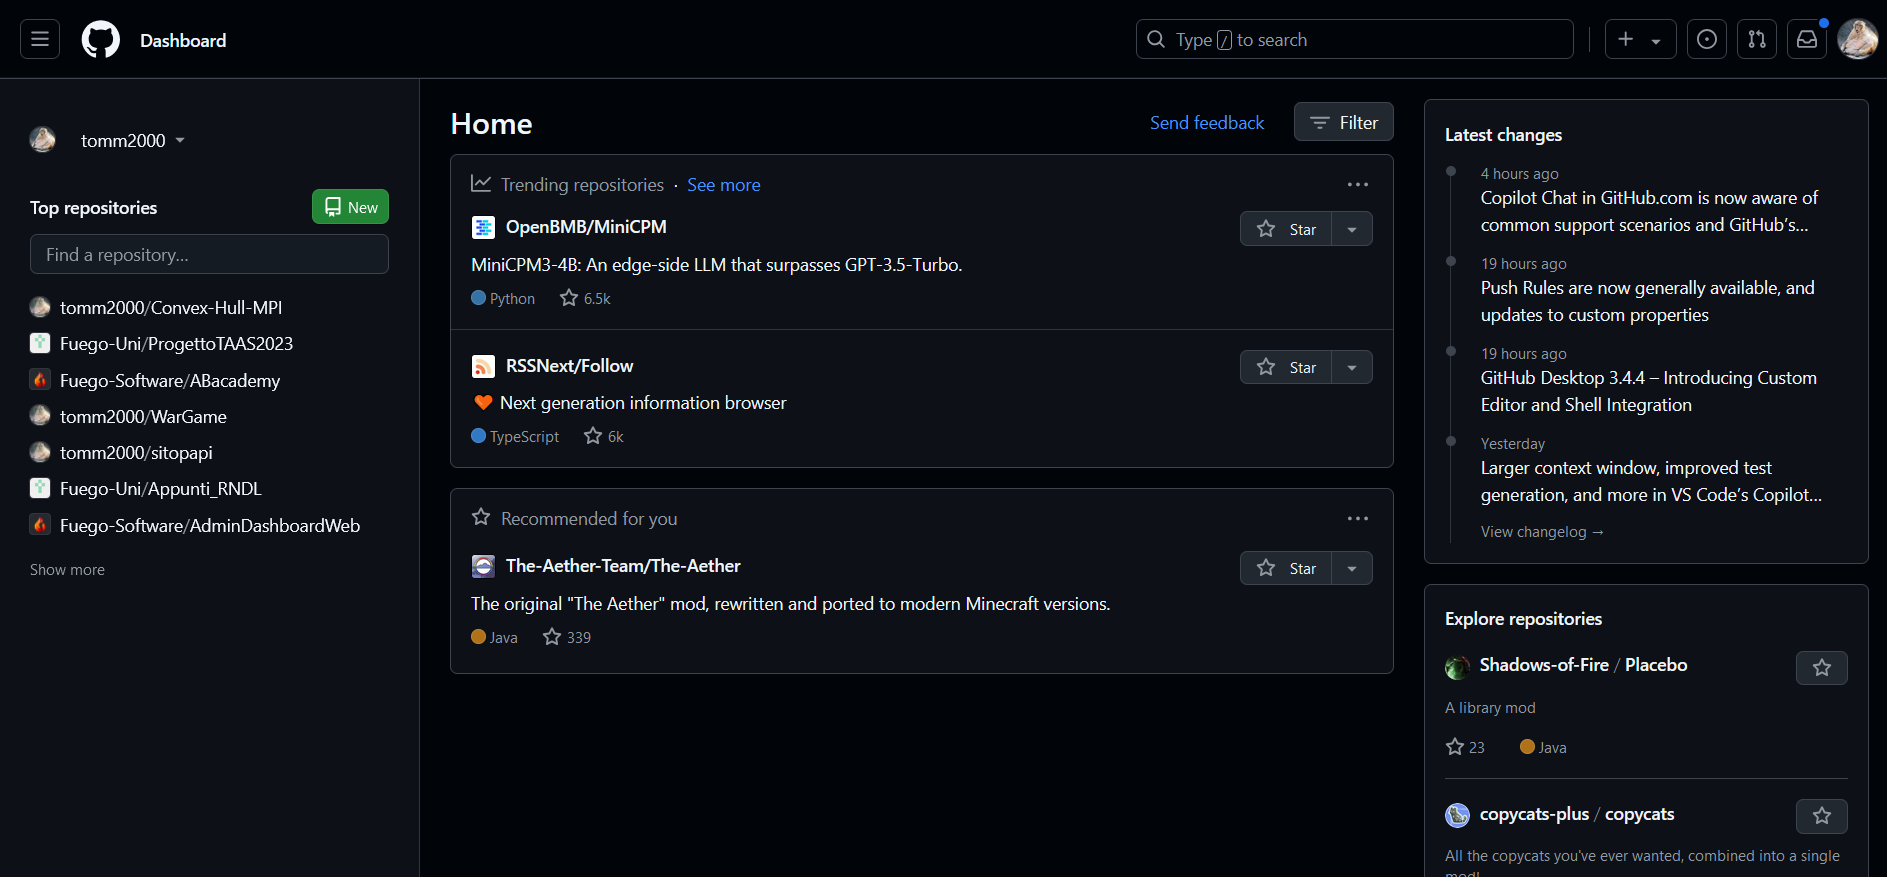 Dashboard
Type / to search
tomm2000
Top repositories
New
Find a repository...
tomm2000/Convex-Hull-MPI
Fuego-Uni/ProgettoTAAS2023
Fuego-Software/ABacademy
tomm2000/WarGame
tomm2000/sitopapi
Fuego-Uni/Appunti_RNDL
Fuego-Software/AdminDashboardWeb
Show more
Home
Send feedback
Filter
Trending repositories · See more
OpenBMB/MiniCPM
Star
MiniCPM3-4B: An edge-side LLM that surpasses GPT-3.5-Turbo.
Python 6.5k
RSSNext/Follow
Star
🧡 Next generation information browser
TypeScript 6k
Recommended for you
The-Aether-Team/The-Aether
Star
The original "The Aether" mod, rewritten and ported to modern Minecraft versions.
Java 339
Latest changes
4 hours ago
Copilot Chat in GitHub.com is now aware of
common support scenarios and GitHub’s...
19 hours ago
Push Rules are now generally available, and
updates to custom properties
19 hours ago
GitHub Desktop 3.4.4 – Introducing Custom
Editor and Shell Integration
Yesterday
Larger context window, improved test
generation, and more in VS Code’s Copilot...
View changelog →
Explore repositories
Shadows-of-Fire / Placebo
A library mod
23 Java
copycats-plus / copycats
All the copycats you've ever wanted, combined into a single
mod!